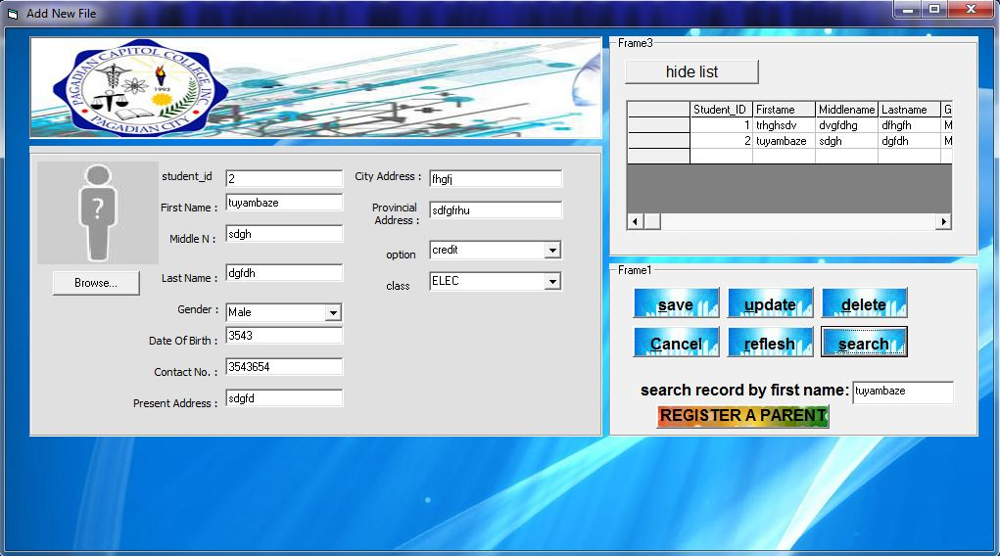 Add New File
PAGADIAN CAPITOL COLLEGE, INC.
1993
PAGADIAN CITY
?
Browse...
student_id 2
First Name : tuyambaze
Middle N : sdgh
Last Name : dgfdh
Gender : Male
Date Of Birth : 3543
Contact No. : 3543654
Present Address : sdgfd
City Address : fhgfj
Provincial
Address : sdfgfrhu
option credit
class ELEC
Frame3
hide list
Student_ID Firstame Middlename Lastname G
1 trhghsdv dvgfdhg dfhgfh M
2 tuyambaze sdgh dgfdh M
Frame1
save update delete
Cancel reflesh search
search record by first name: tuyambaze
REGISTER A PARENT